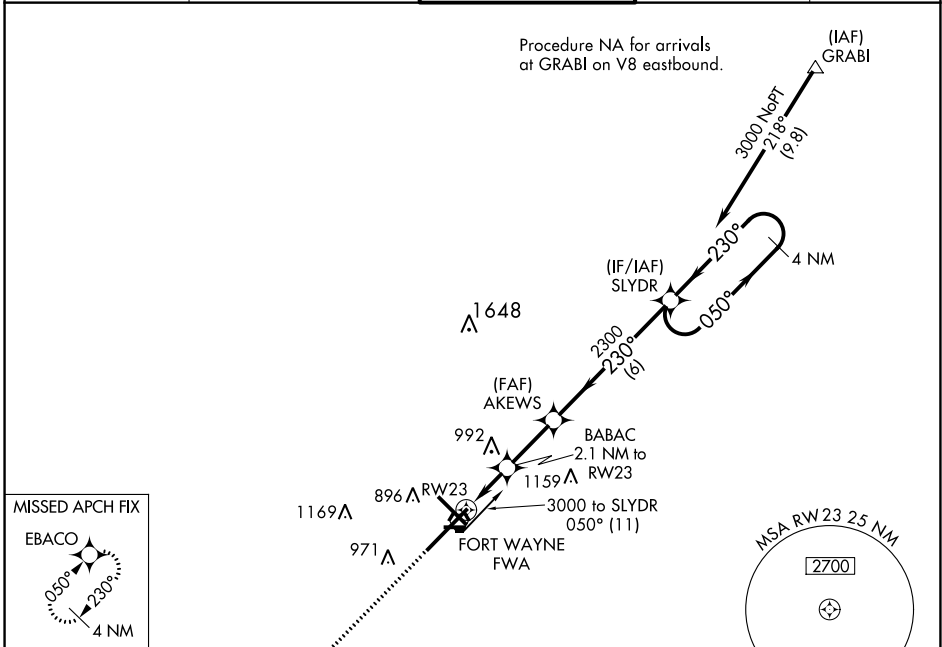 Procedure NA for arrivals
at GRABI on V8 eastbound.
(IAF)
GRABI
3000 NoPT
218°
(9.8)
230°
4 NM
050°
(IF/IAF)
SLYDR
1648
2300
230°
(6)
(FAF)
AKEWS
992
BABAC
2.1 NM to
RW23
1159
896
RW23
1169
3000 to SLYDR
050° (11)
971
FORT WAYNE
FWA
MISSED APCH FIX
EBACO
050°
230°
4 NM
MSA RW 23 25 NM
2700